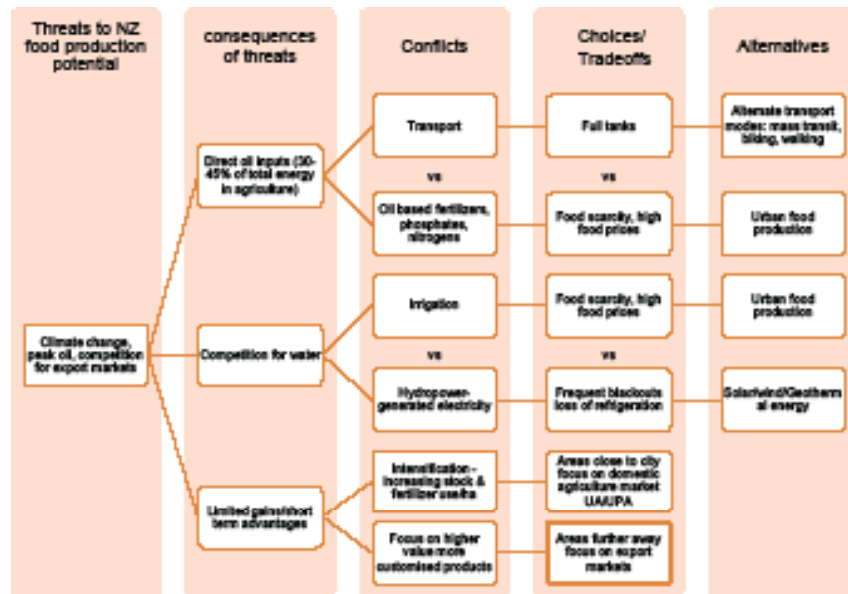 Threats to NZ
food production
potential
consequences
of threats
Conflicts
Choices/
Tradeoffs
Alternatives
Climate change,
peak oil, competition
for export markets
Direct oil inputs (30-
45% of total energy
in agriculture)
Competition for water
Limited gains/short
term advantages
Transport
vs
Oil based fertilizers,
phosphates,
nitrogens
Irrigation
vs
Hydropower-
generated electricity
Intensification -
increasing stock &
fertilizer use/ha
Focus on higher
value more
customised products
Full tanks
vs
Food scarcity, high
food prices
Food scarcity, high
food prices
vs
Frequent blackouts
loss of refrigeration
Areas close to city
focus on domestic
agriculture market
UA/UPA
Areas further away
focus on export
markets
Alternate transport
modes: mass transit,
biking, walking
Urban food
production
Urban food
production
Solar/wind/Geotherm
al energy